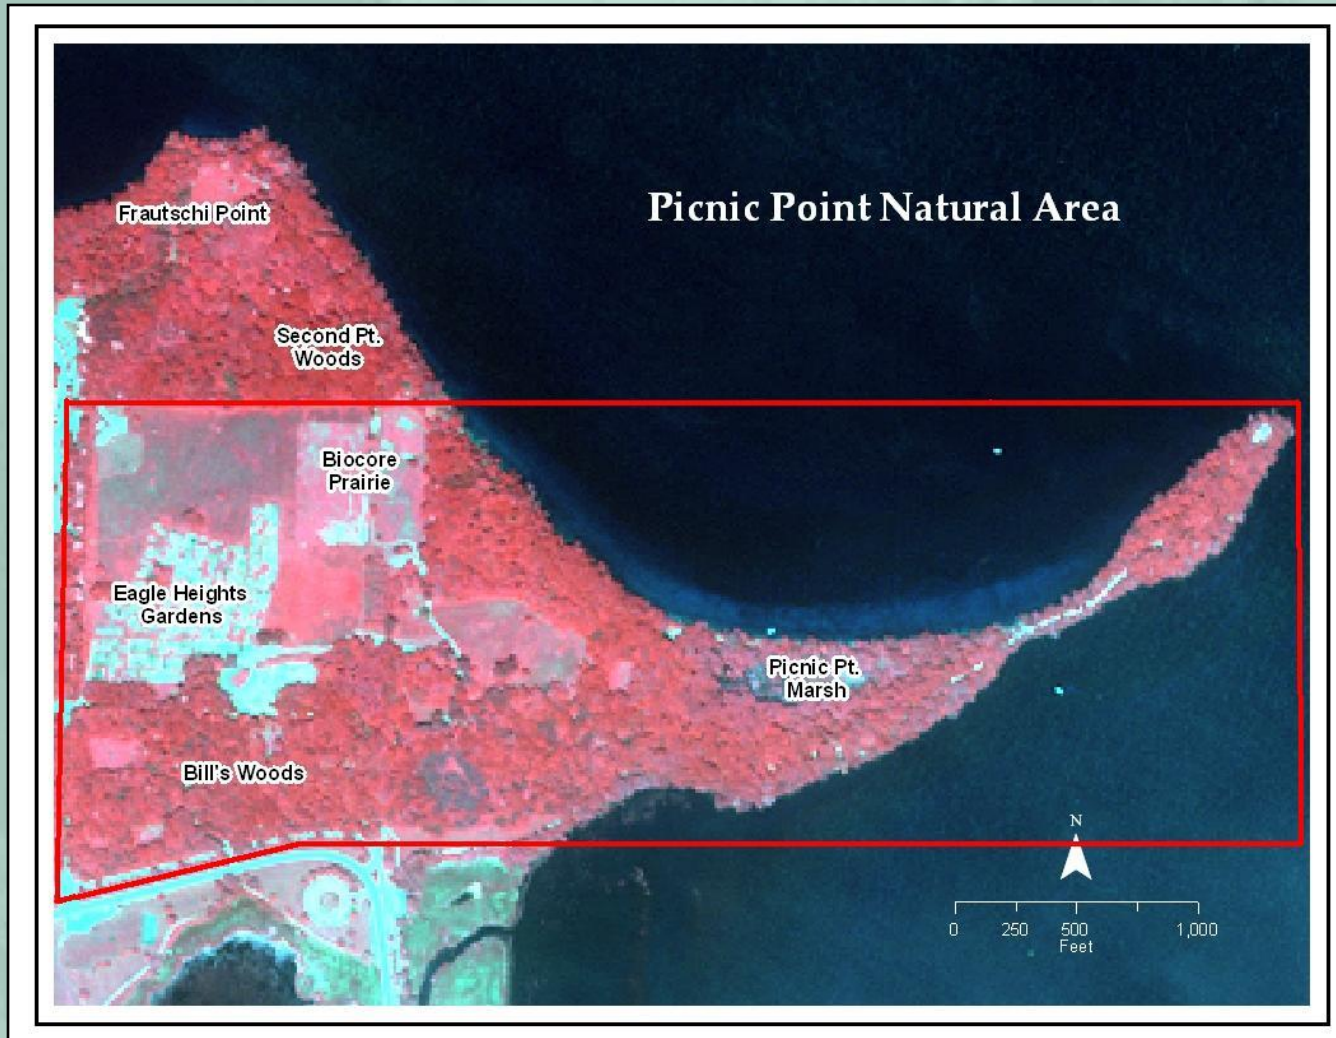 Picnic Point Natural Area
Frautschi Point
Second Pt.
Woods
Biocore
Prairie
Eagle Heights
Gardens
Picnic Pt.
Marsh
Bill's Woods
N
0 250 500 1,000
Feet